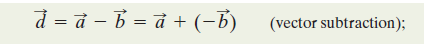 d⃗ = a⃗ − b⃗ = a⃗ + (−b⃗) (vector subtraction);